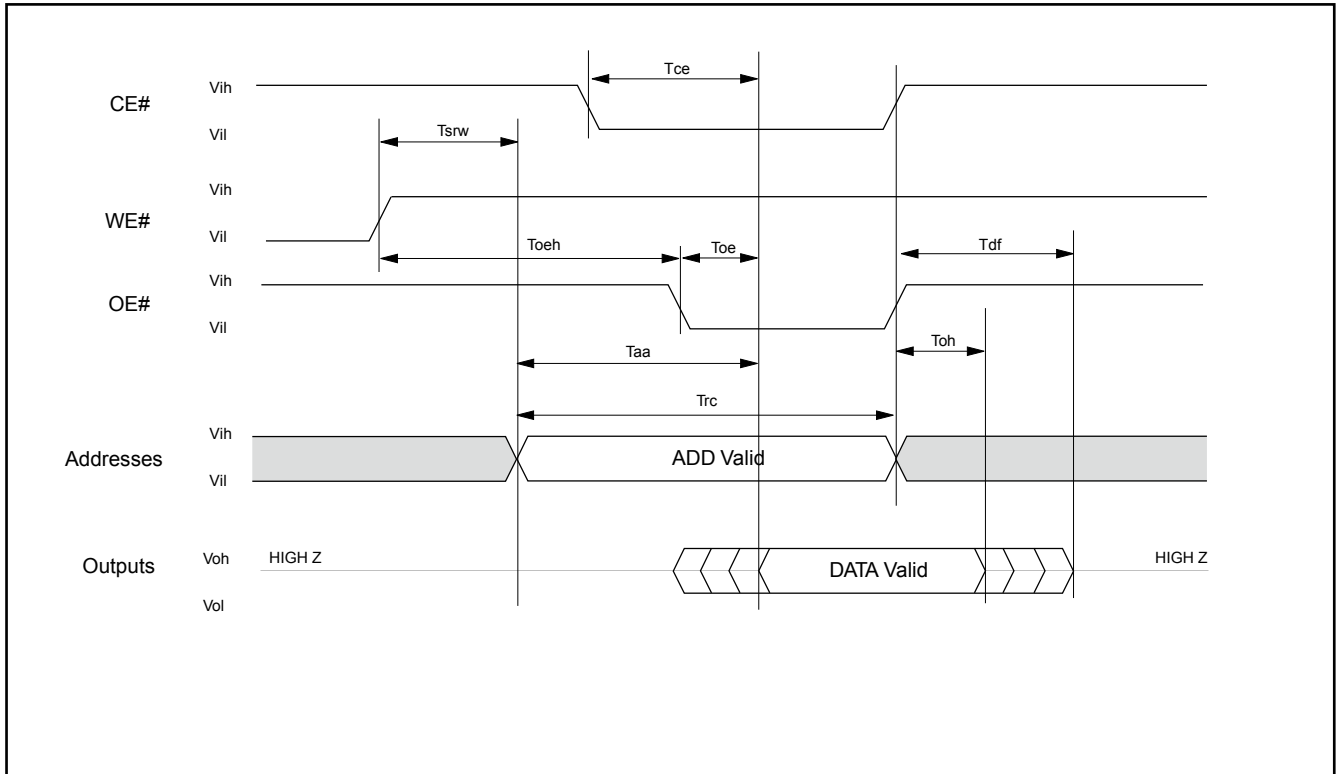 Tce
Vih
CE#
Vil
Tsrw
Vih
WE#
Vil
Toeh
Toe
Tdf
Vih
OE#
Vil
Toh
Taa
Trc
Vih
Addresses
ADD Valid
Vil
Voh
HIGH Z
HIGH Z
Outputs
DATA Valid
Vol